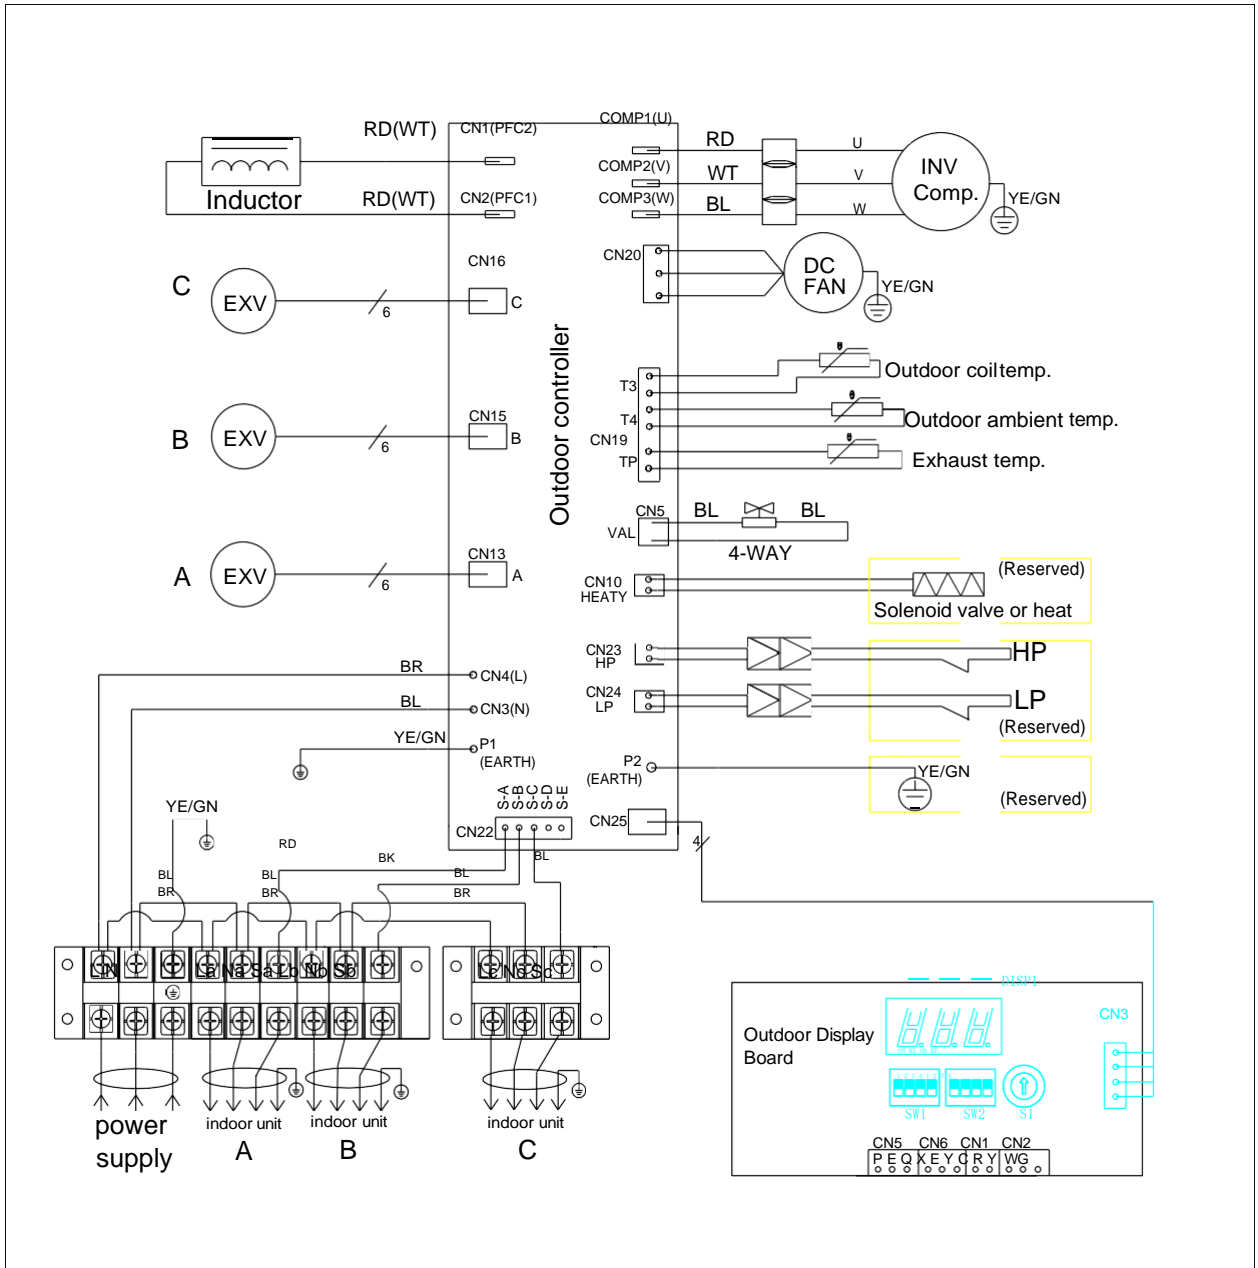 COMP1(U)
RD(WT)
CN1(PFC2)
RD
U
COMP2(V)
WT
V
INV
Comp.
Inductor
RD(WT)
CN2(PFC1)
COMP3(W)
BL
W
YE/GN
CN20
DC
FAN
YE/GN
C
EXV
6
CN16
C
Outdoor controller
T3
Outdoor coil temp.
T4
Outdoor ambient temp.
CN19
TP
Exhaust temp.
B
EXV
6
CN15
B
CN5
VAL
BL
BL
4-WAY
A
EXV
6
CN13
A
CN10
HEATY
(Reserved)
Solenoid valve or heat
CN23
HP
HP
CN24
LP
LP
(Reserved)
BR
CN4(L)
BL
CN3(N)
YE/GN
P1
(EARTH)
P2
(EARTH)
YE/GN
(Reserved)
S-A
S-B
S-C
S-D
S-E
CN22
CN25
4
YE/GN
RD
BK
BL
BL
BL
BL
BR
BR
BR
L N
La Na Sa Lb Nb Sb
Lc Nc Sc
power
supply
indoor unit
A
indoor unit
B
indoor unit
C
DISP1
Outdoor Display
Board
CN3
SW1
SW2
S1
CN5 CN6 CN1 CN2
P E Q X E Y C R Y W G